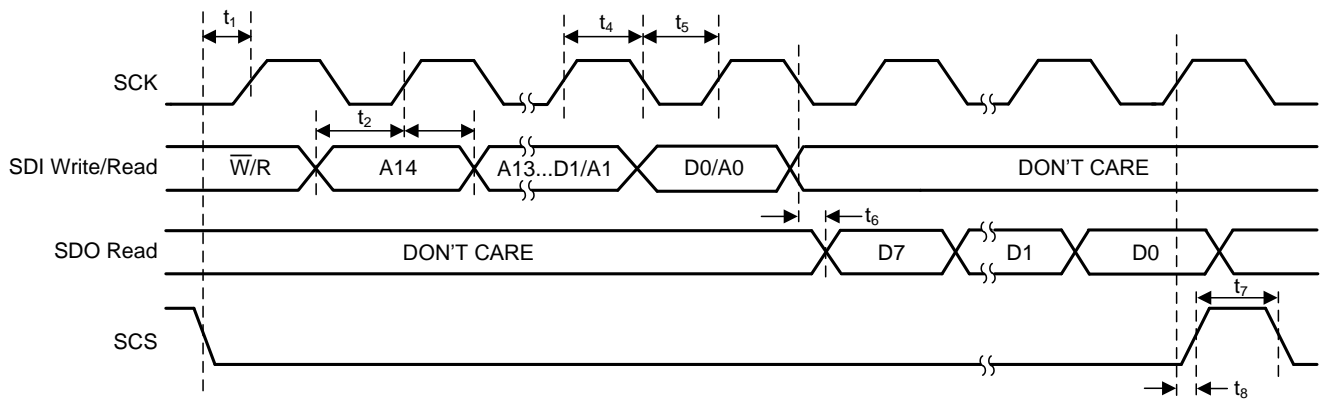 t1 t4 t5
SCK
t2
SDI Write/Read W/R A14 A13...D1/A1 D0/A0 DON'T CARE
t6
SDO Read DON'T CARE D7 D1 D0
t7
SCS
t8